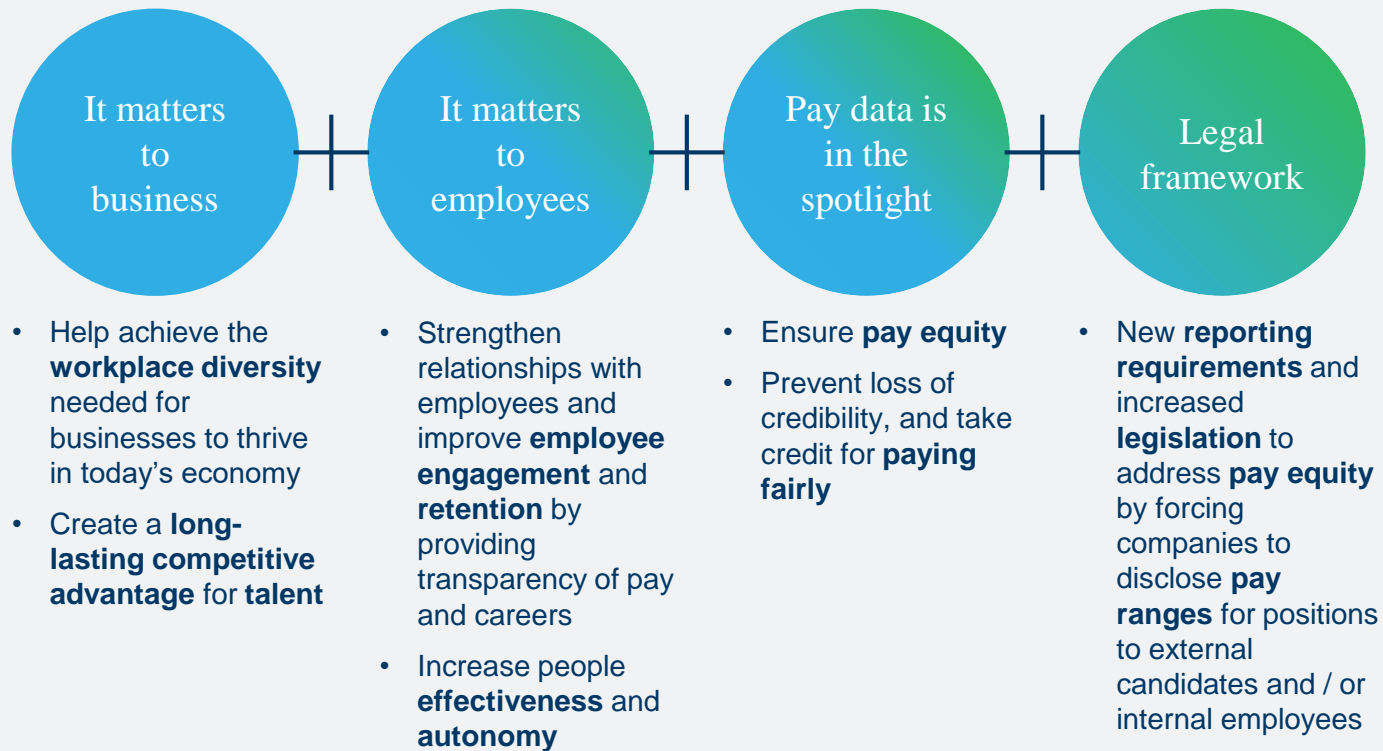 It matters
to
business
It matters
to
employees
Pay data is
in the
spotlight
Legal
framework
• Help achieve the
workplace diversity
needed for
businesses to thrive
in today’s economy
• Create a long-
lasting competitive
advantage for talent
• Strengthen
relationships with
employees and
improve employee
engagement and
retention by
providing
transparency of pay
and careers
• Increase people
effectiveness and
autonomy
• Ensure pay equity
• Prevent loss of
credibility, and take
credit for paying
fairly
• New reporting
requirements and
increased
legislation to
address pay equity
by forcing
companies to
disclose pay
ranges for positions
to external
candidates and / or
internal employees